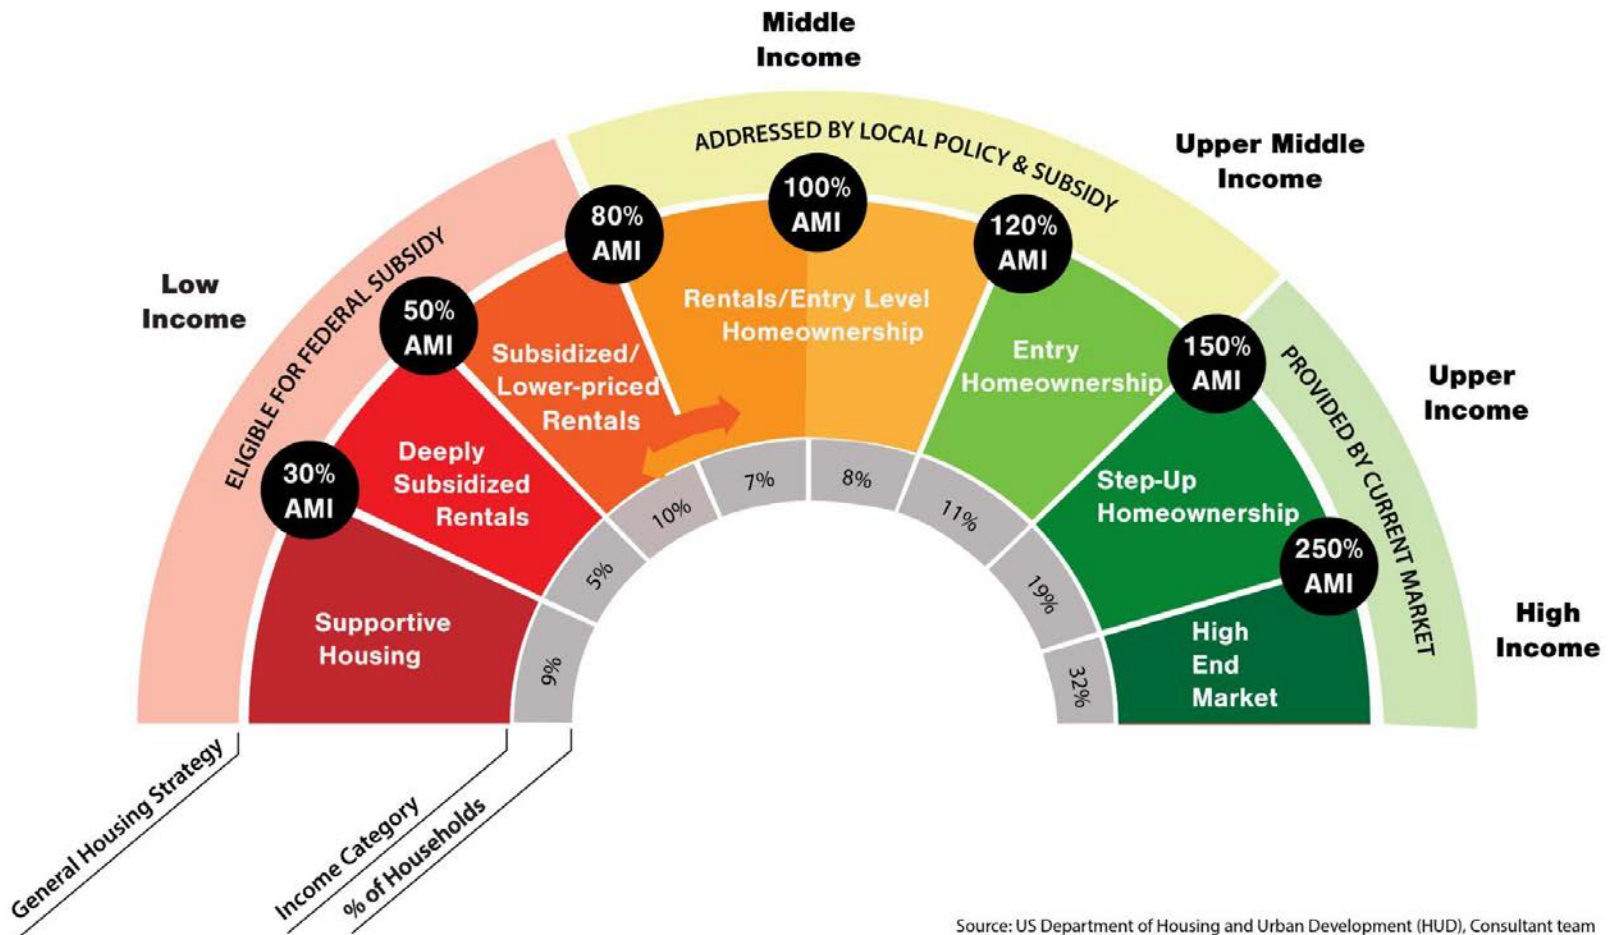 Middle
Income
ADDRESSED BY LOCAL POLICY & SUBSIDY
Upper Middle
Income
100%
AMI
80%
AMI
120%
AMI
Low
Income
ELIGIBLE FOR FEDERAL SUBSIDY
50%
AMI
Rentals/Entry Level
Homeownership
Subsidized/
Lower-priced
Rentals
Entry
Homeownership
150%
AMI
PROVIDED BY CURRENT MARKET
Upper
Income
30%
AMI
Deeply
Subsidized
Rentals
Step-Up
Homeownership
250%
AMI
Supportive
Housing
High
End
Market
High
Income
9%
5%
10%
7%
8%
11%
19%
32%
General Housing Strategy
Income Category
% of Households
Source: US Department of Housing and Urban Development (HUD), Consultant team